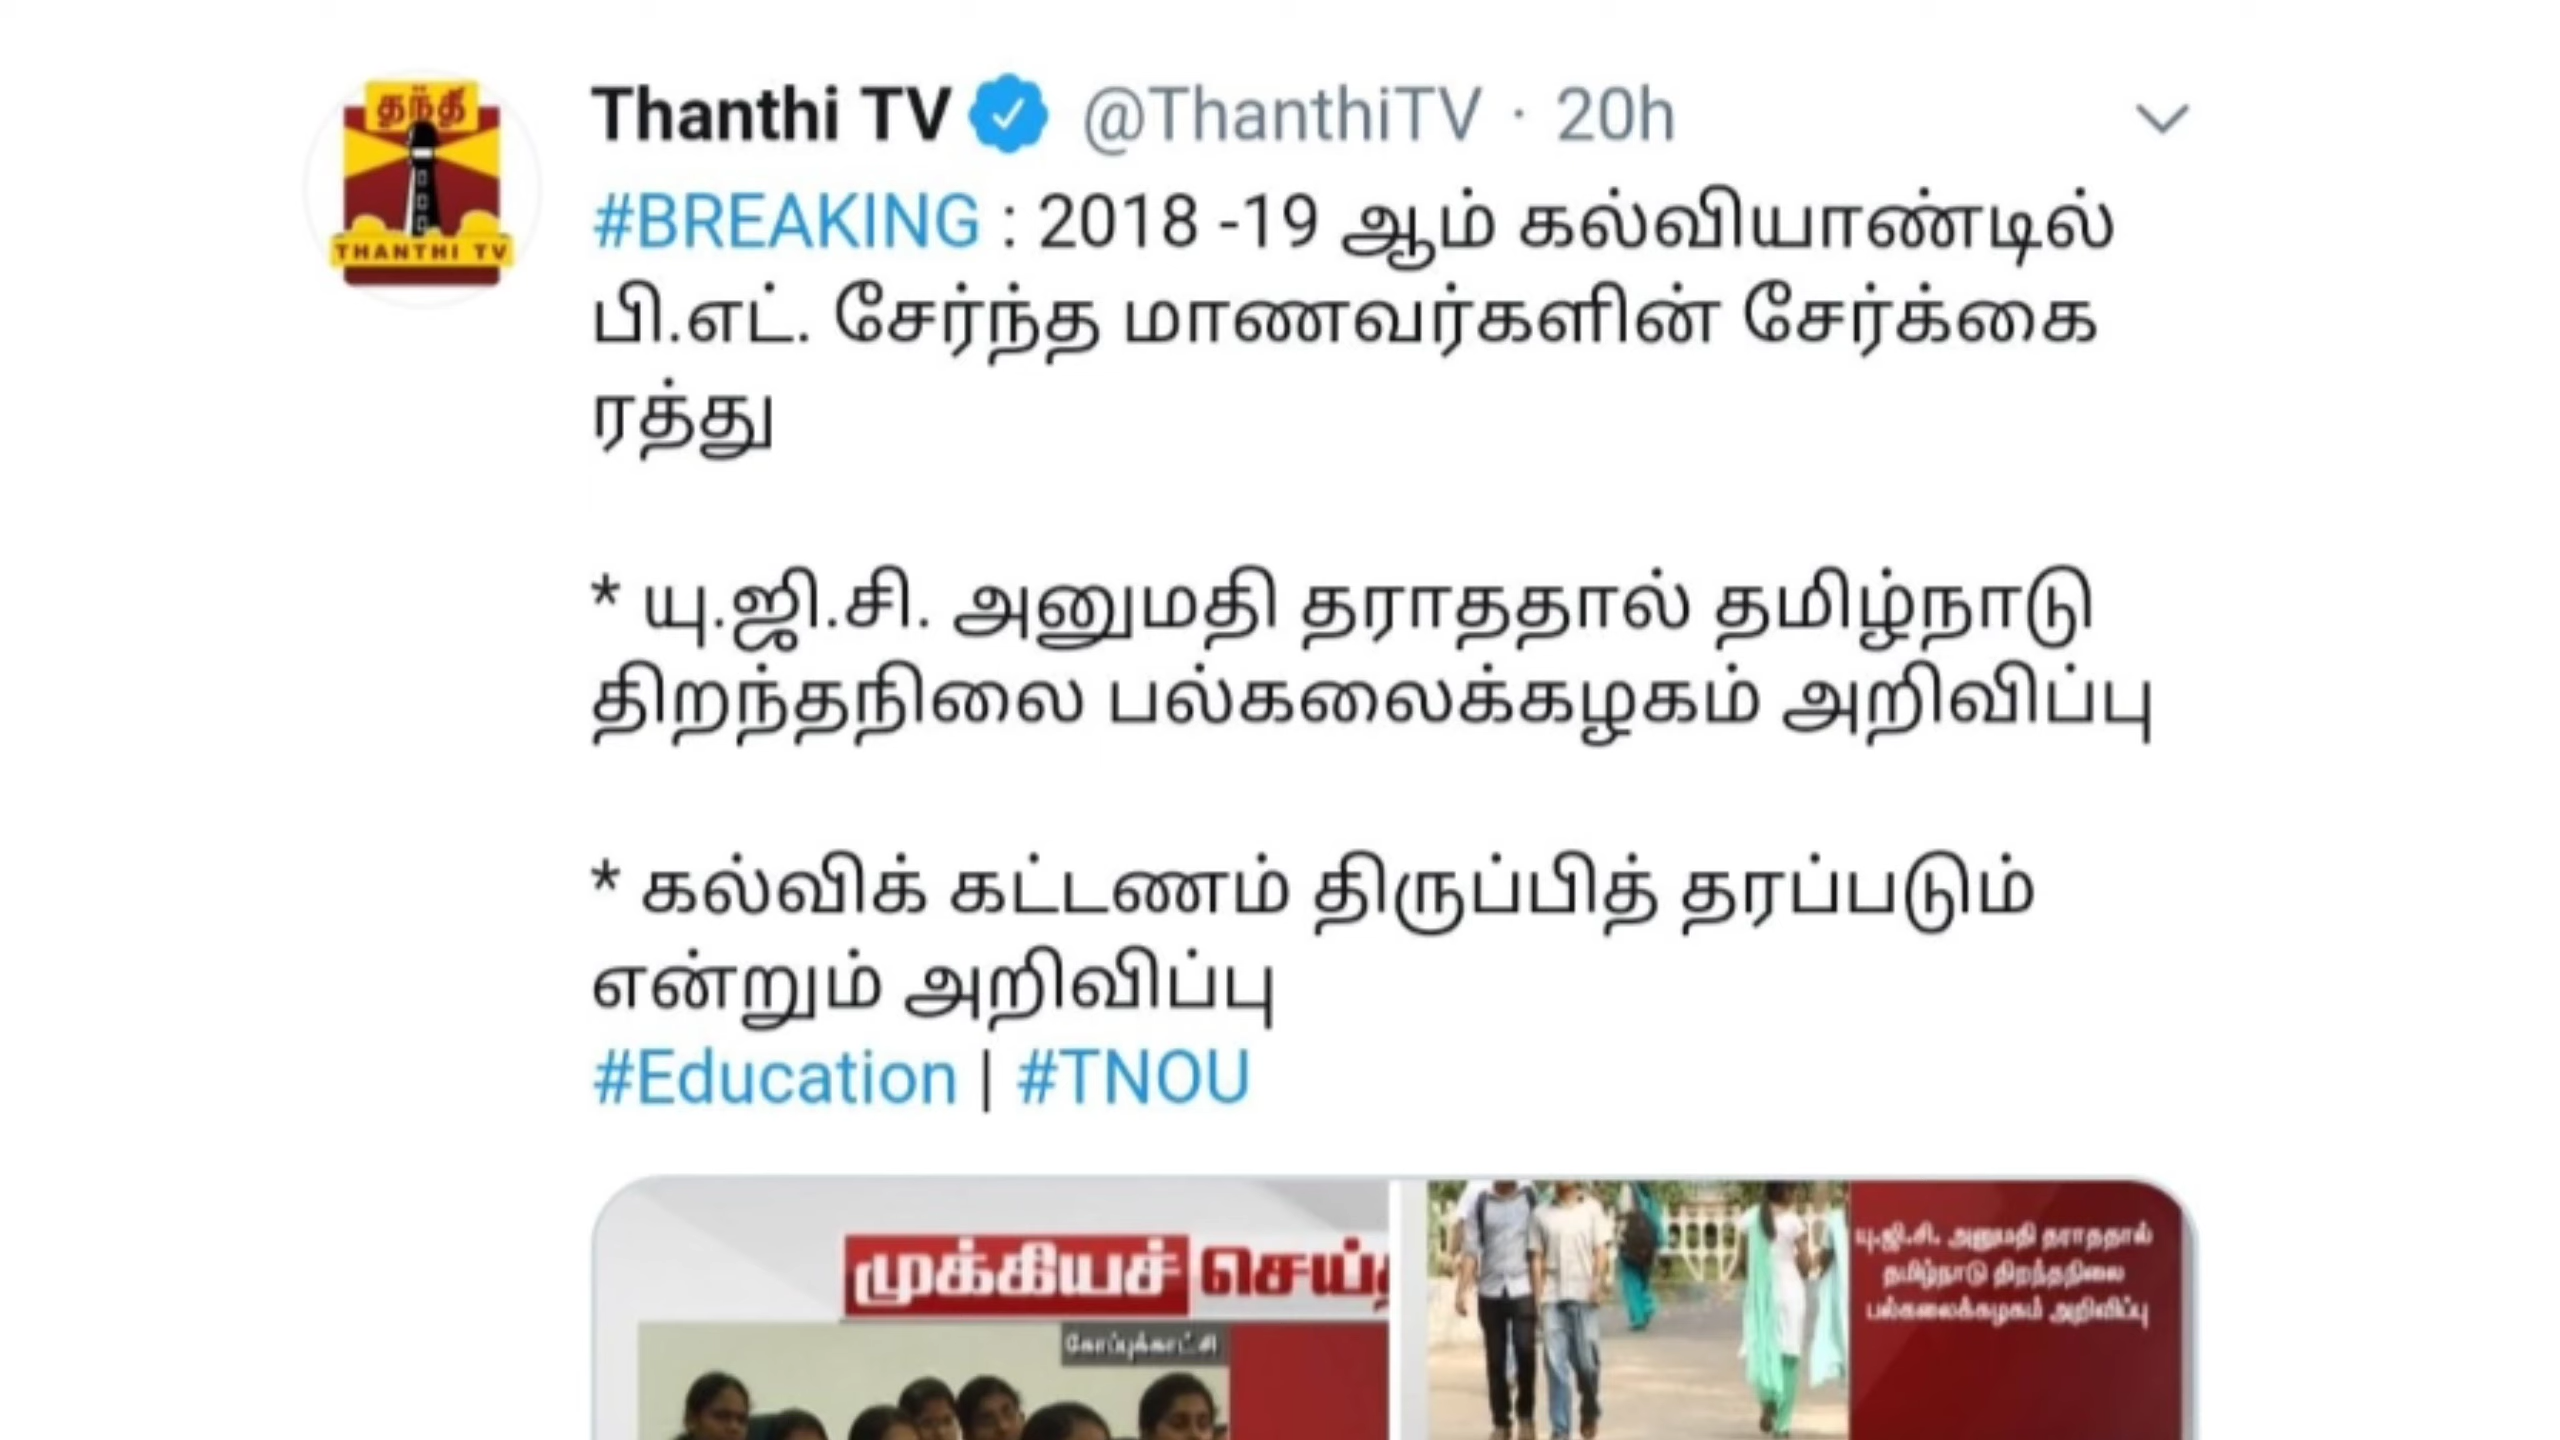 தந்தி
THANTHI TV
Thanthi TV @ThanthiTV · 20h
#BREAKING : 2018 -19 ஆம் கல்வியாண்டில்
பி.எட். சேர்ந்த மாணவர்களின் சேர்க்கை
ரத்து
* யு.ஜி.சி. அனுமதி தராததால் தமிழ்நாடு
திறந்தநிலை பல்கலைக்கழகம் அறிவிப்பு
* கல்விக் கட்டணம் திருப்பித் தரப்படும்
என்றும் அறிவிப்பு
#Education | #TNOU
முக்கியச்
கோப்புக்காட்சி
யு.ஜி.சி. அனுமதி தராததால்
தமிழ்நாடு திறந்தநிலை
பல்கலைக்கழகம் அறிவிப்பு